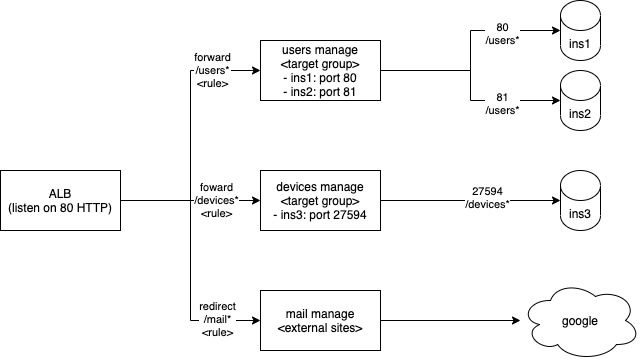 forward
/users*
<rule>
users manage
<target group>
- ins1: port 80
- ins2: port 81
80
/users*
ins1
81
/users*
ins2
ALB
(listen on 80 HTTP)
foward
/devices*
<rule>
devices manage
<target group>
- ins3: port 27594
27594
/devices*
ins3
redirect
/mail*
<rule>
mail manage
<external sites>
google